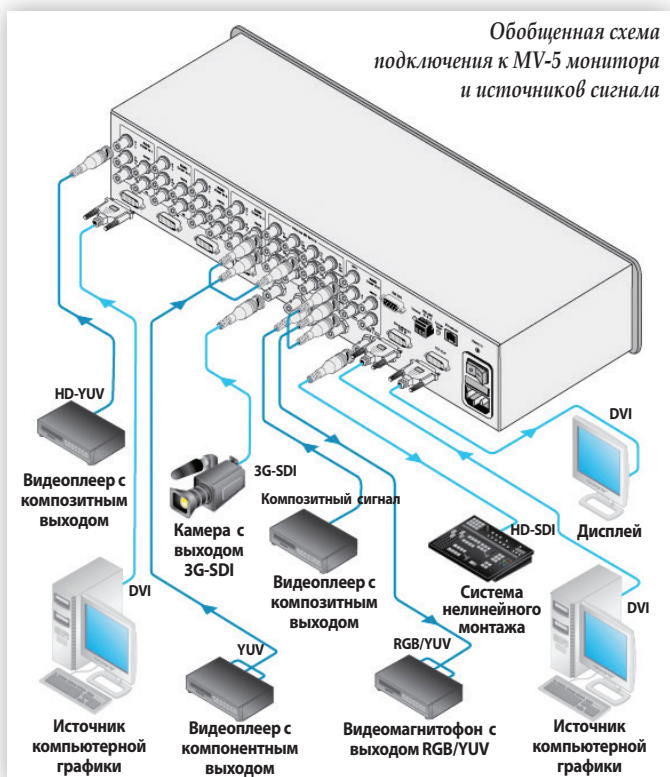 Обобщенная схема
подключения к MV-5 монитора
и источников сигнала
HD-YUV
Видеоплеер с
композитным
выходом
3G-SDI
Камера с
выходом
3G-SDI
Композитный сигнал
Видеоплеер с
композитным
выходом
HD-SDI
Система
нелинейного
монтажа
DVI
Дисплей
DVI
Источник
компьютерной
графики
YUV
Видеоплеер с
компонентным
выходом
RGB/YUV
Видеомагнитофон с
выходом RGB/YUV
DVI
Источник
компьютерной
графики